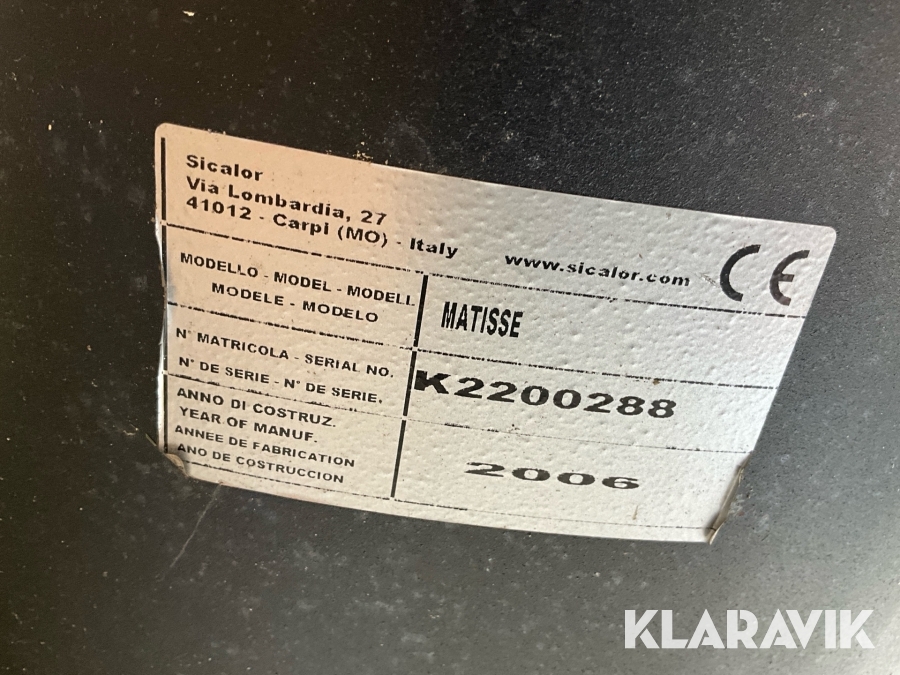 Sicalor
Via Lombardia, 27
41012 - Carpi (MO) - Italy
www.sicalor.com
CE
MODELLO - MODEL - MODELL
MODELE - MODELO
MATISSE
N° MATRICOLA - SERIAL NO.
N° DE SERIE - N° DE SERIE.
K2200288
ANNO DI COSTRUZ.
YEAR OF MANUF.
ANNEE DE FABRICATION
ANO DE COSTRUCCION
2006
KLARAVIK